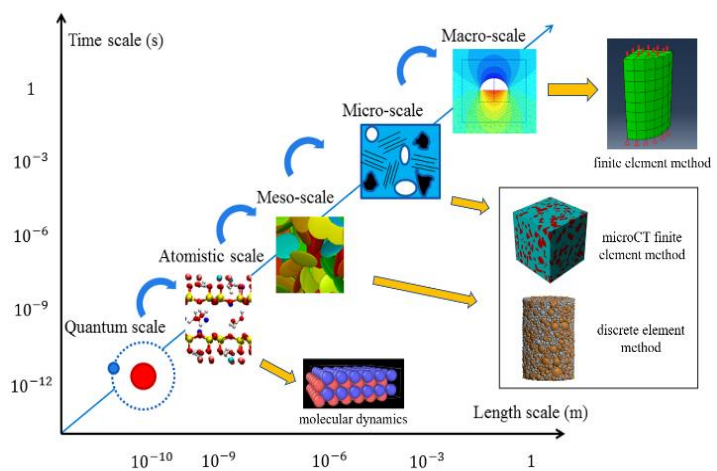 Time scale (s)
Macro-scale
1
finite element method
Micro-scale
10⁻³
Meso-scale
microCT finite
element method
10⁻⁶
Atomistic scale
10⁻⁹
Quantum scale
discrete element
method
10⁻¹²
molecular dynamics
Length scale (m)
10⁻¹⁰ 10⁻⁹ 10⁻⁶ 10⁻³ 1